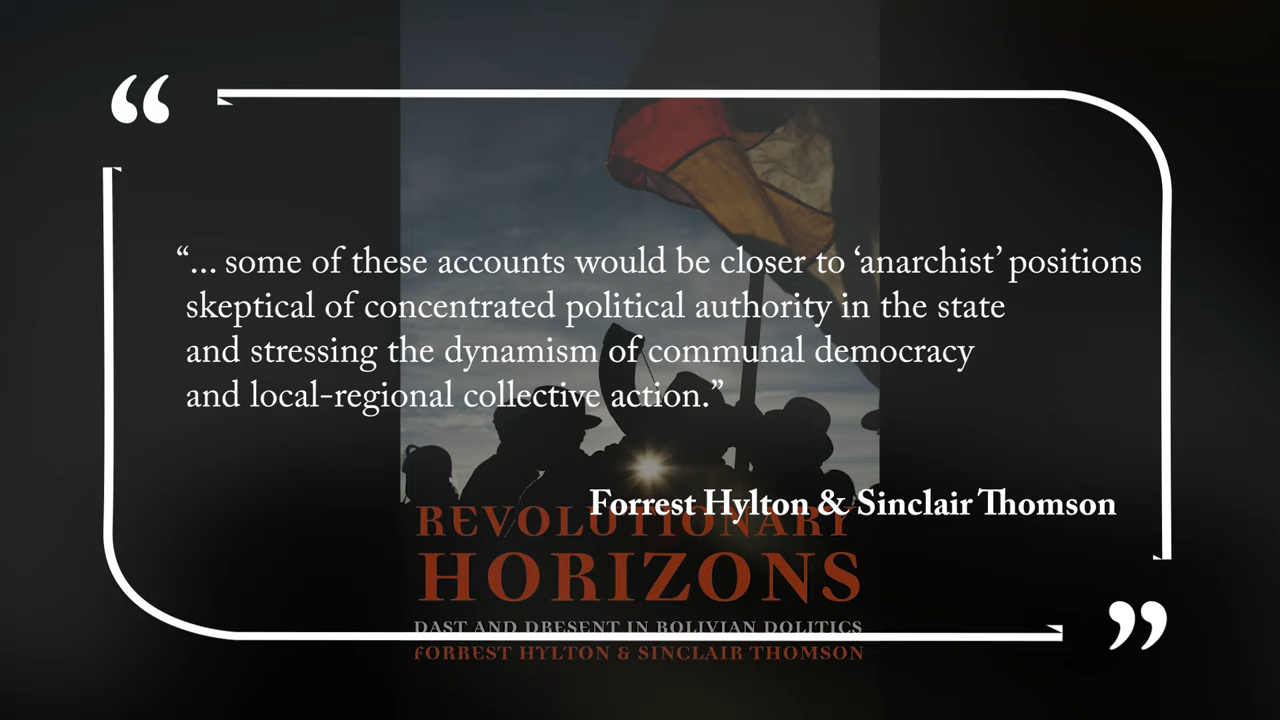 “... some of these accounts would be closer to ‘anarchist’ positions
skeptical of concentrated political authority in the state
and stressing the dynamism of communal democracy
and local-regional collective action.”
Forrest Hylton & Sinclair Thomson
REVOLUTIONARY
HORIZONS
PAST AND PRESENT IN BOLIVIAN POLITICS
FORREST HYLTON & SINCLAIR THOMSON